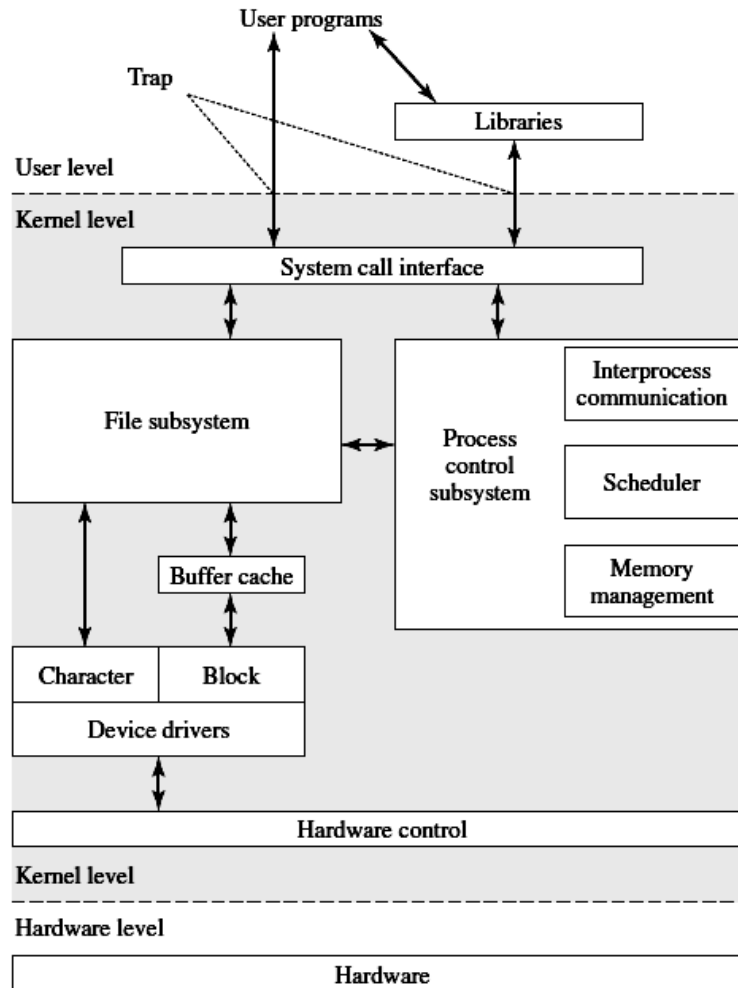 User programs
Trap
Libraries
User level
Kernel level
System call interface
File subsystem
Process
control
subsystem
Interprocess
communication
Scheduler
Memory
management
Buffer cache
Character
Block
Device drivers
Hardware control
Kernel level
Hardware level
Hardware